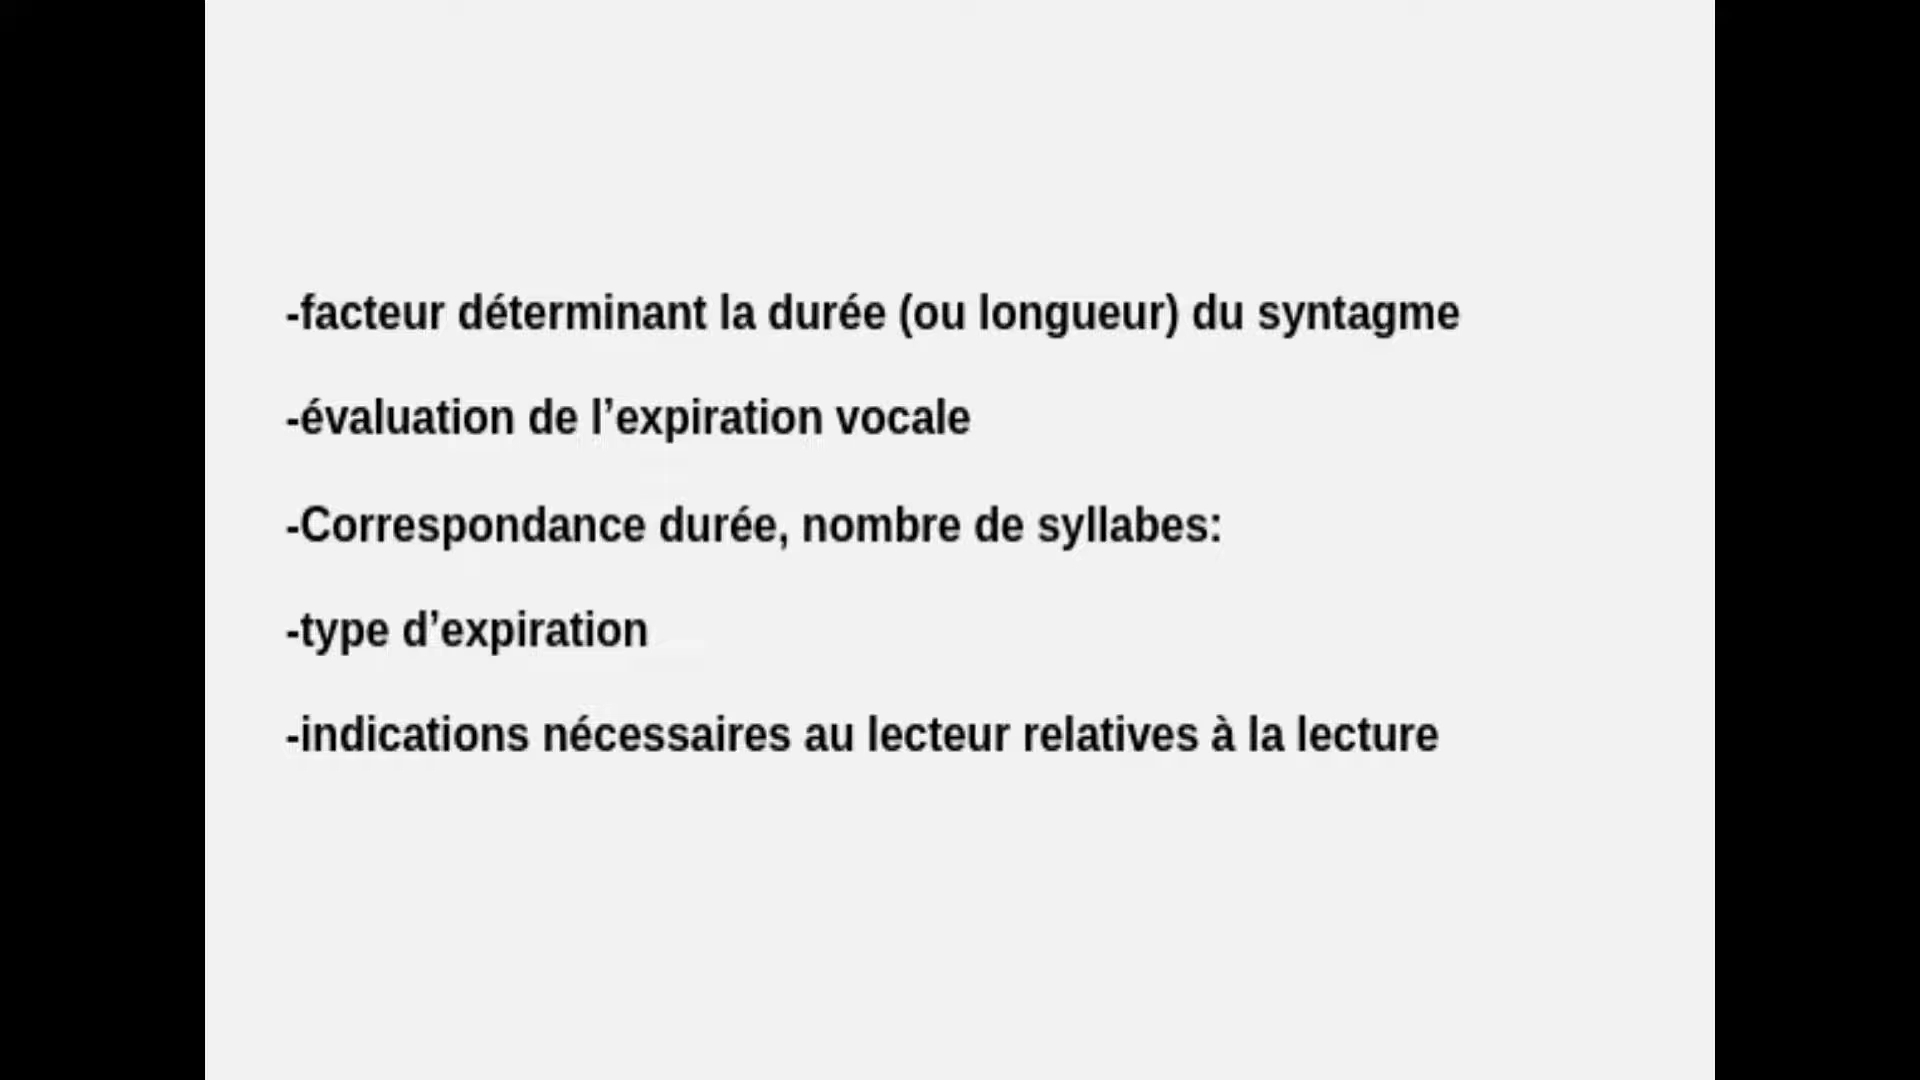 -facteur déterminant la durée (ou longueur) du syntagme
-évaluation de l’expiration vocale
-Correspondance durée, nombre de syllabes:
-type d’expiration
-indications nécessaires au lecteur relatives à la lecture